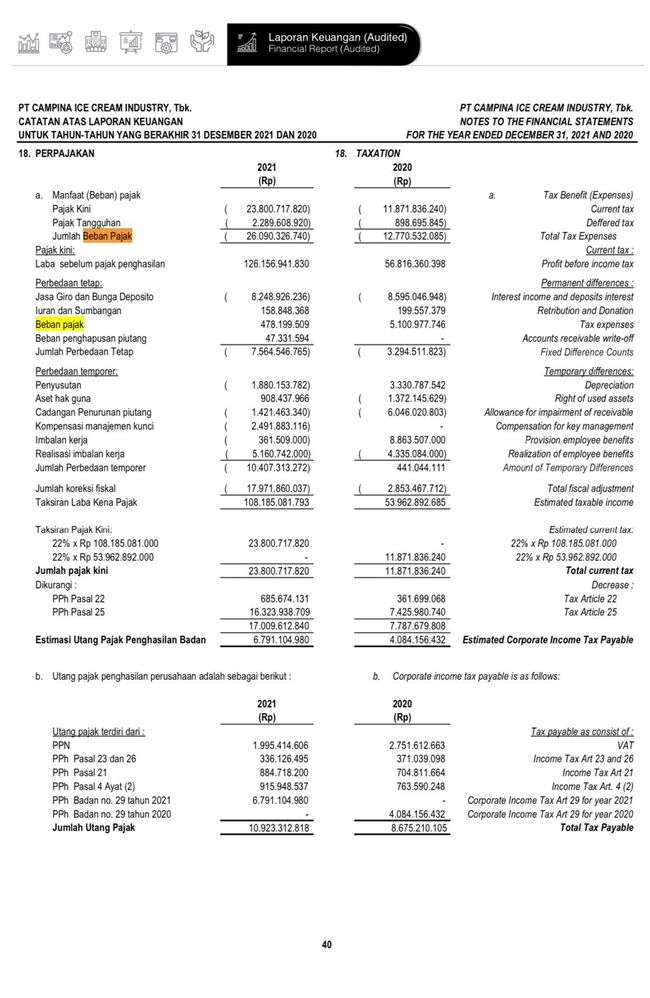 Laporan Keuangan (Audited)
Financial Report (Audited)
PT CAMPINA ICE CREAM INDUSTRY, Tbk. PT CAMPINA ICE CREAM INDUSTRY, Tbk.
CATATAN ATAS LAPORAN KEUANGAN NOTES TO THE FINANCIAL STATEMENTS
UNTUK TAHUN-TAHUN YANG BERAKHIR 31 DESEMBER 2021 DAN 2020 FOR THE YEAR ENDED DECEMBER 31, 2021 AND 2020
18. PERPAJAKAN 18. TAXATION
2021 2020
(Rp) (Rp)
a. Manfaat (Beban) pajak a. Tax Benefit (Expenses)
Pajak Kini ( 23.800.717.820) ( 11.871.836.240) Current tax
Pajak Tangguhan ( 2.289.608.920) ( 898.695.845) Deffered tax
Jumlah Beban Pajak ( 26.090.326.740) ( 12.770.532.085) Total Tax Expenses
Pajak kini: Current tax :
Laba sebelum pajak penghasilan 126.156.941.830 56.816.360.398 Profit before income tax
Perbedaan tetap: Permanent differences :
Jasa Giro dan Bunga Deposito ( 8.248.926.236) ( 8.595.046.948) Interest income and deposits interest
Iuran dan Sumbangan 158.848.368 199.557.379 Retribution and Donation
Beban pajak 478.199.509 5.100.977.746 Tax expenses
Beban penghapusan piutang 47.331.594 - Accounts receivable write-off
Jumlah Perbedaan Tetap ( 7.564.546.765) ( 3.294.511.823) Fixed Difference Counts
Perbedaan temporer: Temporary differences:
Penyusutan ( 1.880.153.782) 3.330.787.542 Depreciation
Aset hak guna 908.437.966 ( 1.372.145.629) Right of used assets
Cadangan Penurunan piutang ( 1.421.463.340) ( 6.046.020.803) Allowance for impairment of receivable
Kompensasi manajemen kunci ( 2.491.883.116) - Compensation for key management
Imbalan kerja ( 361.509.000) 8.863.507.000 Provision employee benefits
Realisasi imbalan kerja ( 5.160.742.000) ( 4.335.084.000) Realization of employee benefits
Jumlah Perbedaan temporer ( 10.407.313.272) 441.044.111 Amount of Temporary Differences
Jumlah koreksi fiskal ( 17.971.860.037) ( 2.853.467.712) Total fiscal adjustment
Taksiran Laba Kena Pajak 108.185.081.793 53.962.892.685 Estimated taxable income
Taksiran Pajak Kini: Estimated current tax:
22% x Rp 108.185.081.000 23.800.717.820 - 22% x Rp 108.185.081.000
22% x Rp 53.962.892.000 - 11.871.836.240 22% x Rp 53.962.892.000
Jumlah pajak kini 23.800.717.820 11.871.836.240 Total current tax
Dikurangi : Decrease :
PPh Pasal 22 685.674.131 361.699.068 Tax Article 22
PPh Pasal 25 16.323.938.709 7.425.980.740 Tax Article 25
17.009.612.840 7.787.679.808
Estimasi Utang Pajak Penghasilan Badan 6.791.104.980 4.084.156.432 Estimated Corporate Income Tax Payable
b. Utang pajak penghasilan perusahaan adalah sebagai berikut : b. Corporate income tax payable is as follows:
2021 2020
(Rp) (Rp)
Utang pajak terdiri dari : Tax payable as consist of :
PPN 1.995.414.606 2.751.612.663 VAT
PPh Pasal 23 dan 26 336.126.495 371.039.098 Income Tax Art 23 and 26
PPh Pasal 21 884.718.200 704.811.664 Income Tax Art 21
PPh Pasal 4 Ayat (2) 915.948.537 763.590.248 Income Tax Art. 4 (2)
PPh Badan no. 29 tahun 2021 6.791.104.980 - Corporate Income Tax Art 29 for year 2021
PPh Badan no. 29 tahun 2020 - 4.084.156.432 Corporate Income Tax Art 29 for year 2020
Jumlah Utang Pajak 10.923.312.818 8.675.210.105 Total Tax Payable
40